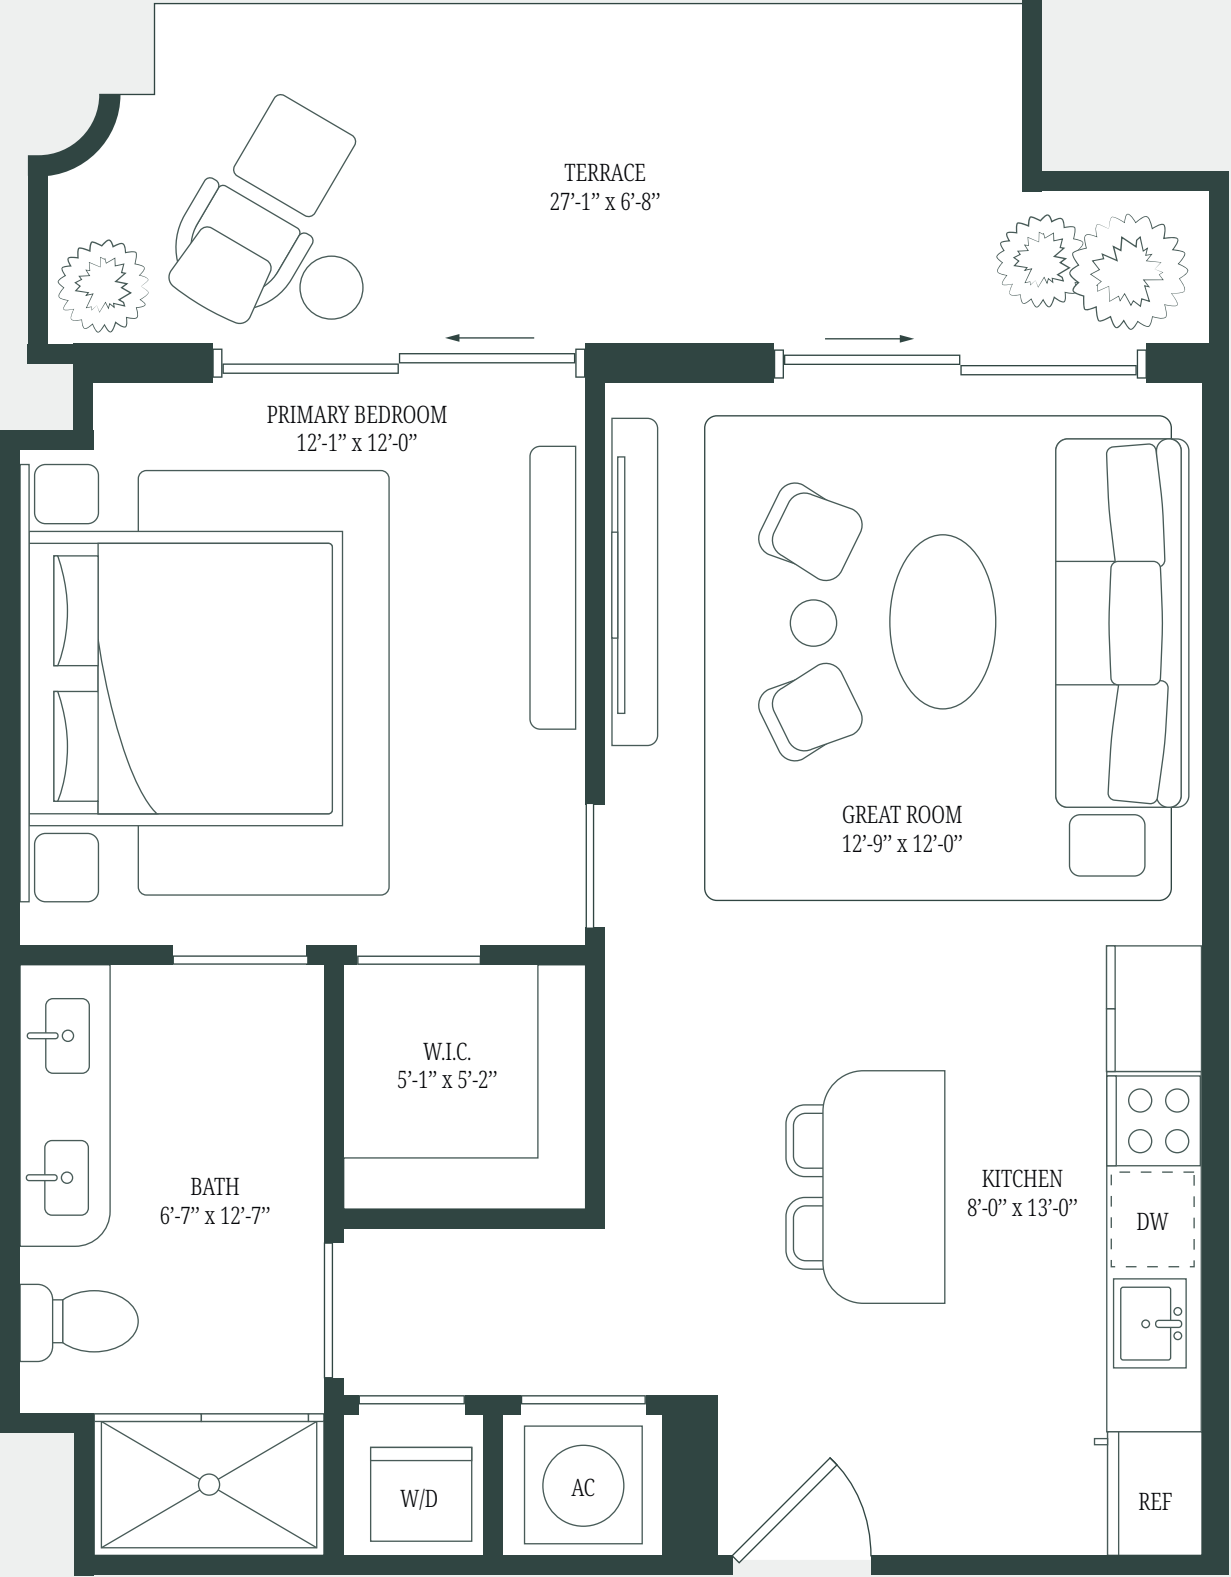 TERRACE
27’-1” x 6’-8”
PRIMARY BEDROOM
12’-1” x 12’-0”
GREAT ROOM
12’-9” x 12’-0”
W.I.C.
5’-1” x 5’-2”
BATH
6’-7” x 12’-7”
KITCHEN
8’-0” x 13’-0”
DW
W/D
AC
REF